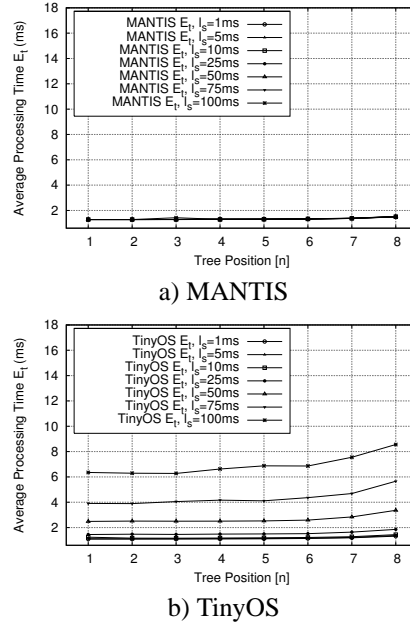 18
16
14
12
10
8
6
4
2
Average Processing Time E_t (ms)
MANTIS E_t, I_s=1ms
MANTIS E_t, I_s=5ms
MANTIS E_t, I_s=10ms
MANTIS E_t, I_s=25ms
MANTIS E_t, I_s=50ms
MANTIS E_t, I_s=75ms
MANTIS E_t, I_s=100ms
1 2 3 4 5 6 7 8
Tree Position [n]
a) MANTIS
18
16
14
12
10
8
6
4
2
Average Processing Time E_t (ms)
TinyOS E_t, I_s=1ms
TinyOS E_t, I_s=5ms
TinyOS E_t, I_s=10ms
TinyOS E_t, I_s=25ms
TinyOS E_t, I_s=50ms
TinyOS E_t, I_s=75ms
TinyOS E_t, I_s=100ms
1 2 3 4 5 6 7 8
Tree Position [n]
b) TinyOS